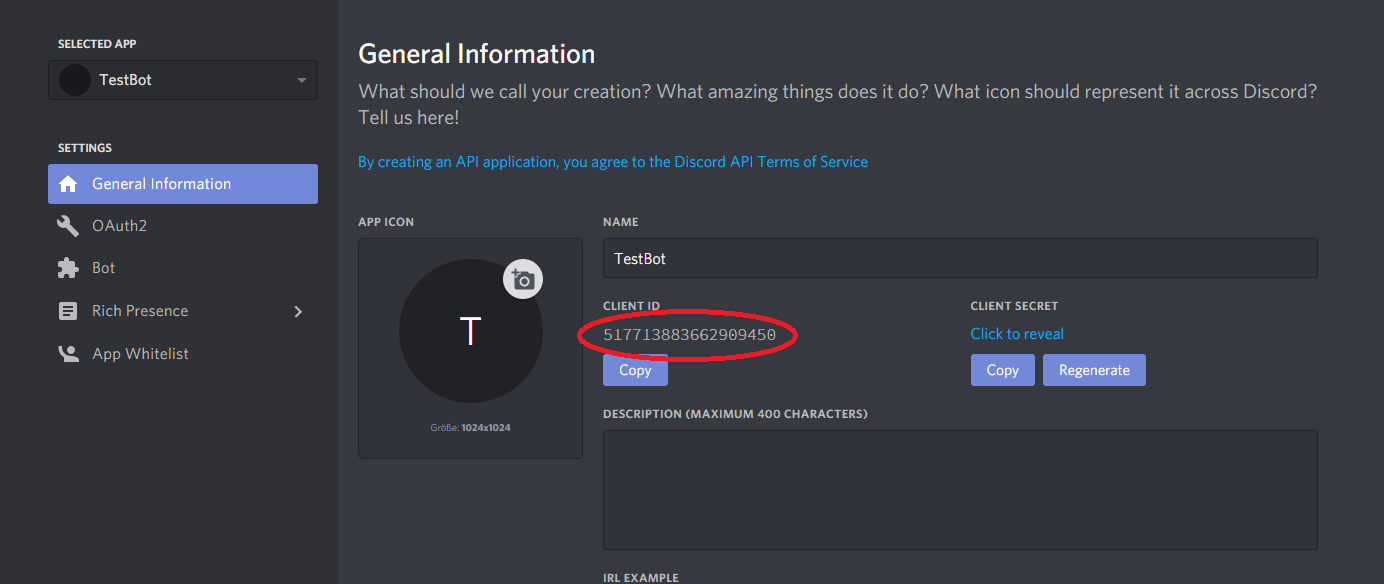 SELECTED APP
TestBot
SETTINGS
General Information
OAuth2
Bot
Rich Presence
App Whitelist
General Information
What should we call your creation? What amazing things does it do? What icon should represent it across Discord?
Tell us here!
By creating an API application, you agree to the Discord API Terms of Service
APP ICON
T
Größe: 1024x1024
NAME
TestBot
CLIENT ID
517713883662909450
Copy
CLIENT SECRET
Click to reveal
Copy
Regenerate
DESCRIPTION (MAXIMUM 400 CHARACTERS)
IRL EXAMPLE